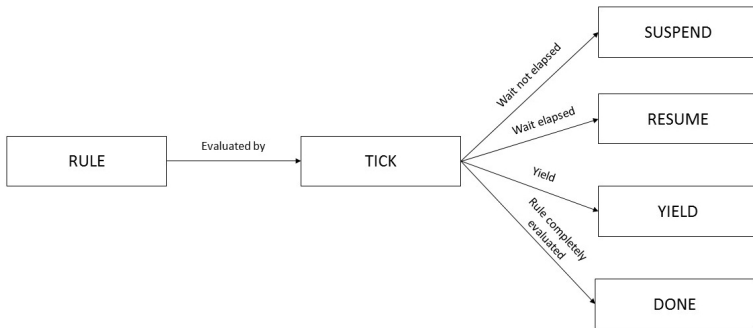 SUSPEND
Wait not elapsed
Wait elapsed
RESUME
RULE
Evaluated by
TICK
Yield
YIELD
Rule completely
evaluated
DONE